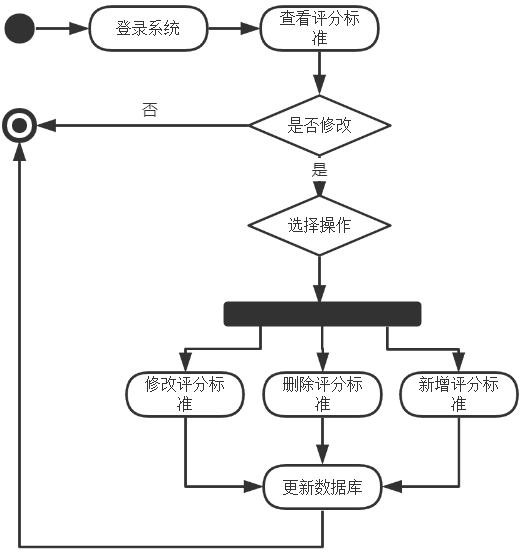 登录系统
查看评分标
准
否
是否修改
是
选择操作
修改评分标
准
删除评分标
准
新增评分标
准
更新数据库